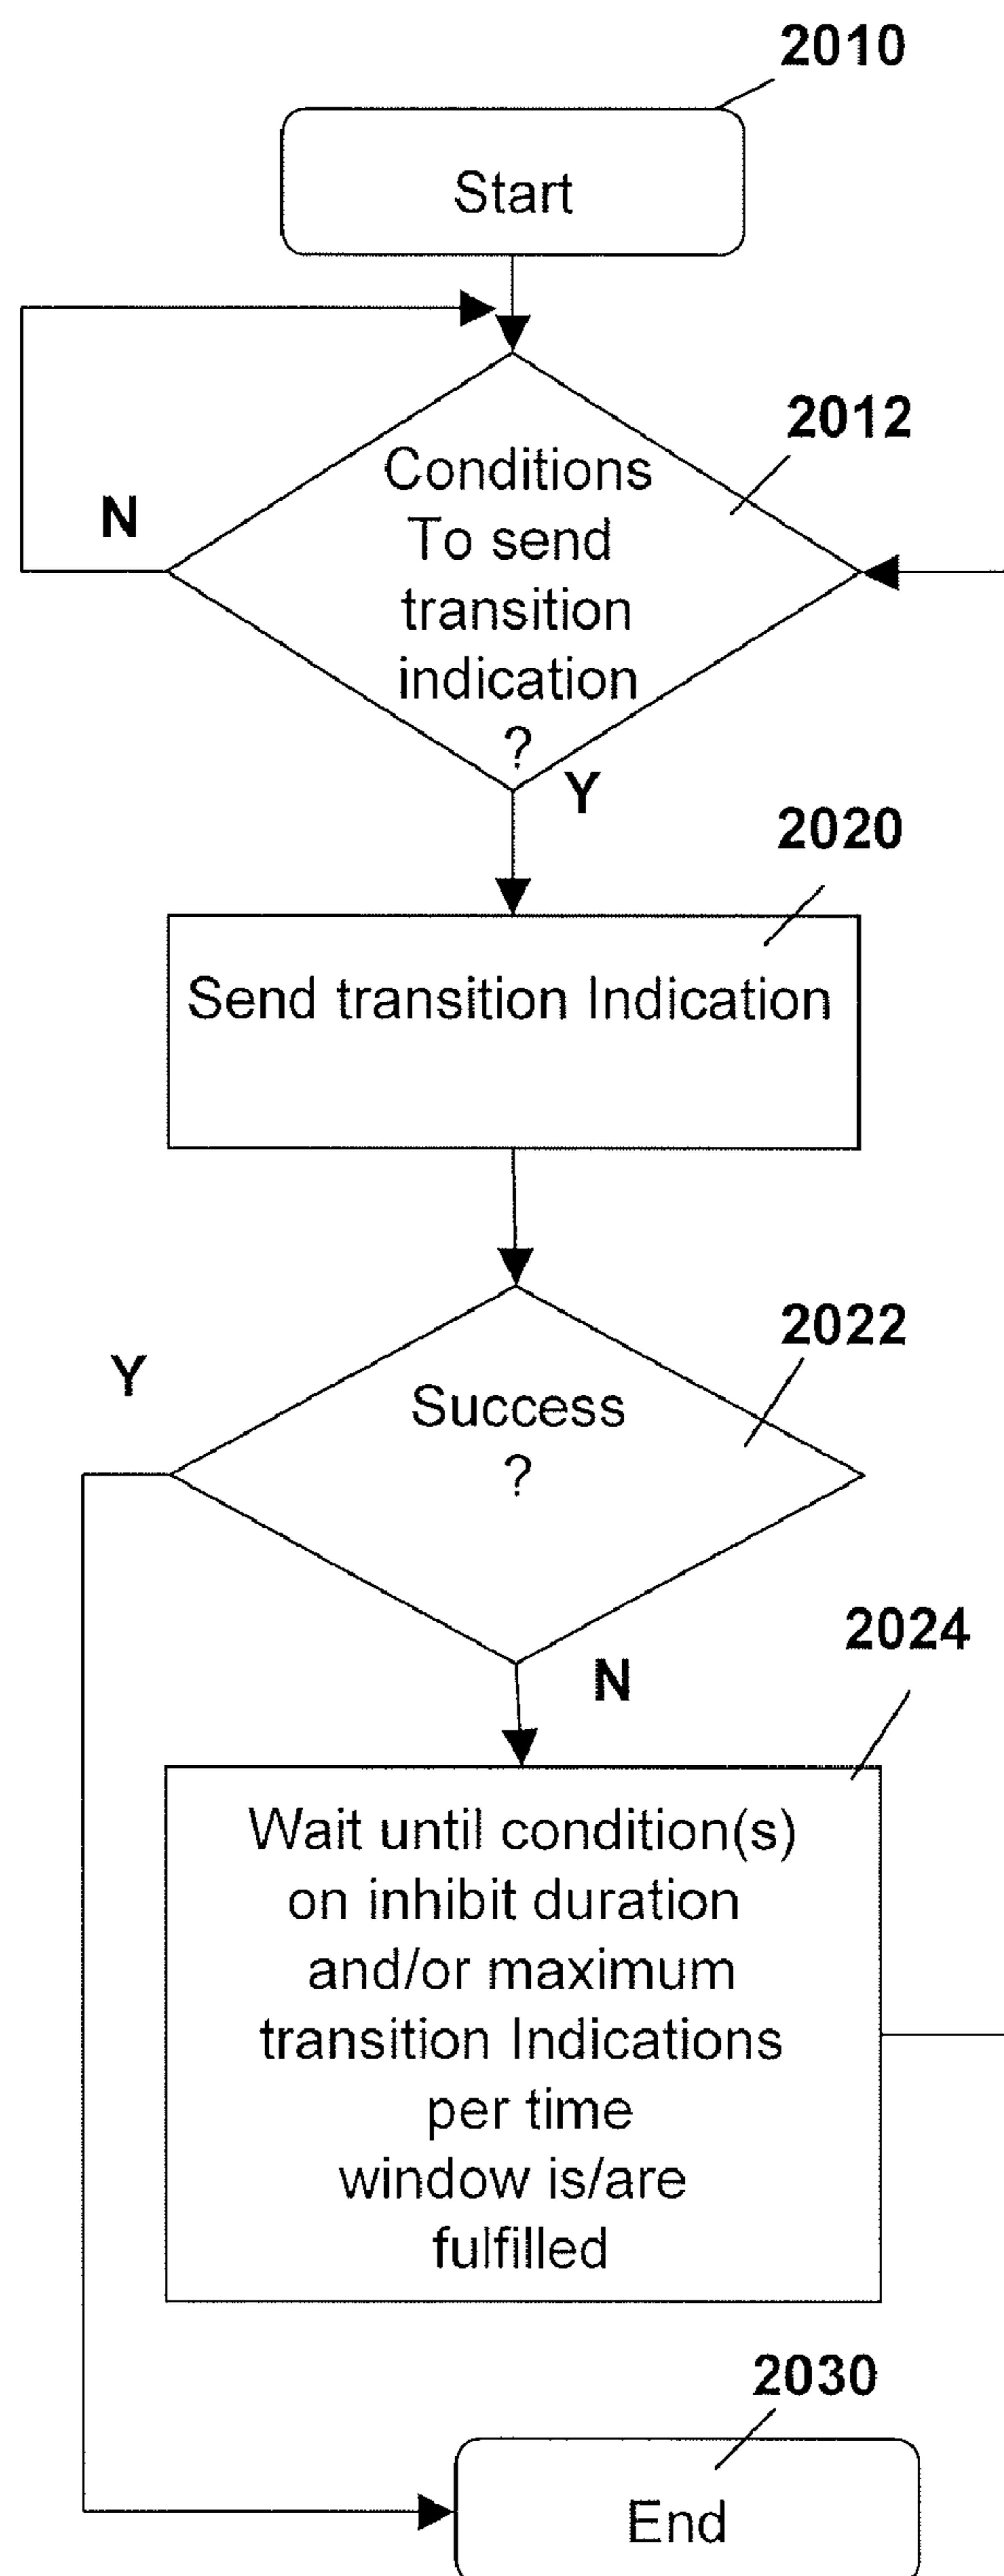 2010
Start
2012
N
Conditions
To send
transition
indication
?
Y
2020
Send transition Indication
2022
Y
Success
?
2024
N
Wait until condition(s)
on inhibit duration
and/or maximum
transition Indications
per time
window is/are
fulfilled
2030
End